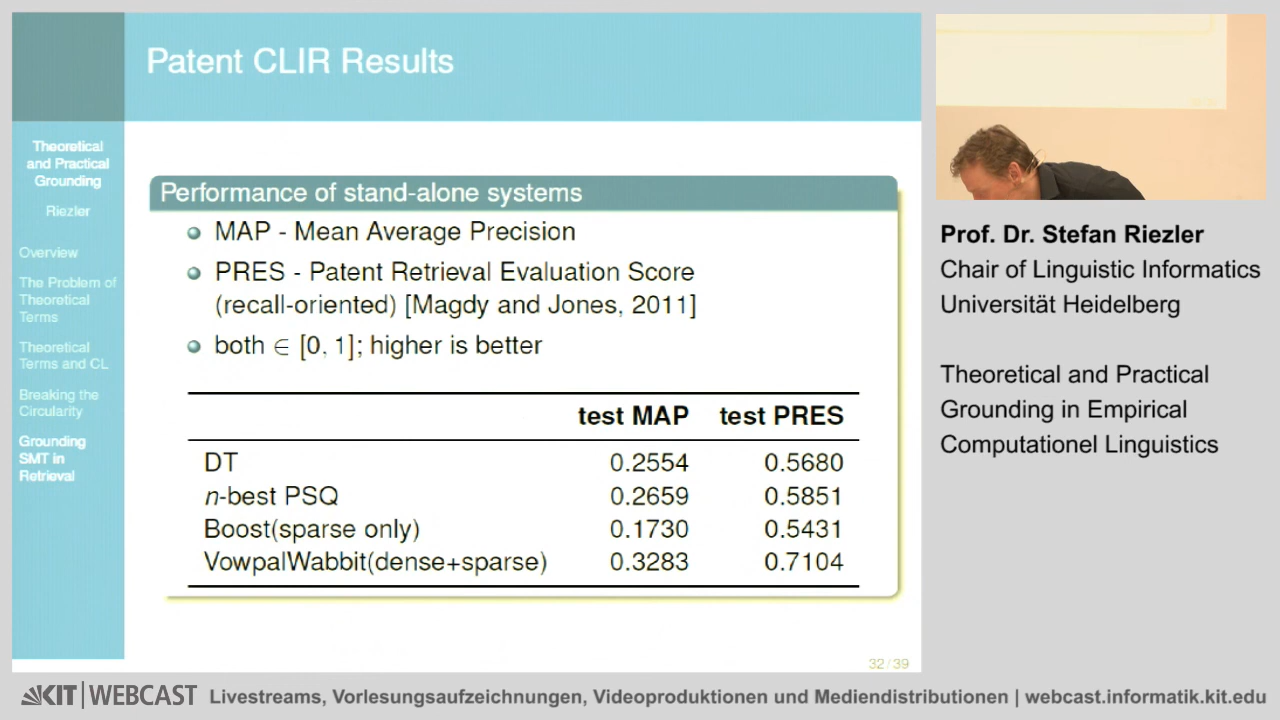 Patent CLIR Results
Theoretical
and Practical
Grounding
Riezler
Overview
The Problem of
Theoretical
Terms
Theoretical
Terms and CL
Breaking the
Circularity
Grounding
SMT in
Retrieval
Performance of stand-alone systems
MAP - Mean Average Precision
PRES - Patent Retrieval Evaluation Score
(recall-oriented) [Magdy and Jones, 2011]
both ∈ [0, 1]; higher is better
test MAP test PRES
DT 0.2554 0.5680
n-best PSQ 0.2659 0.5851
Boost(sparse only) 0.1730 0.5431
VowpalWabbit(dense+sparse) 0.3283 0.7104
32/39
Prof. Dr. Stefan Riezler
Chair of Linguistic Informatics
Universität Heidelberg
Theoretical and Practical
Grounding in Empirical
Computationel Linguistics
KIT | WEBCAST Livestreams, Vorlesungsaufzeichnungen, Videoproduktionen und Mediendistributionen | webcast.informatik.kit.edu